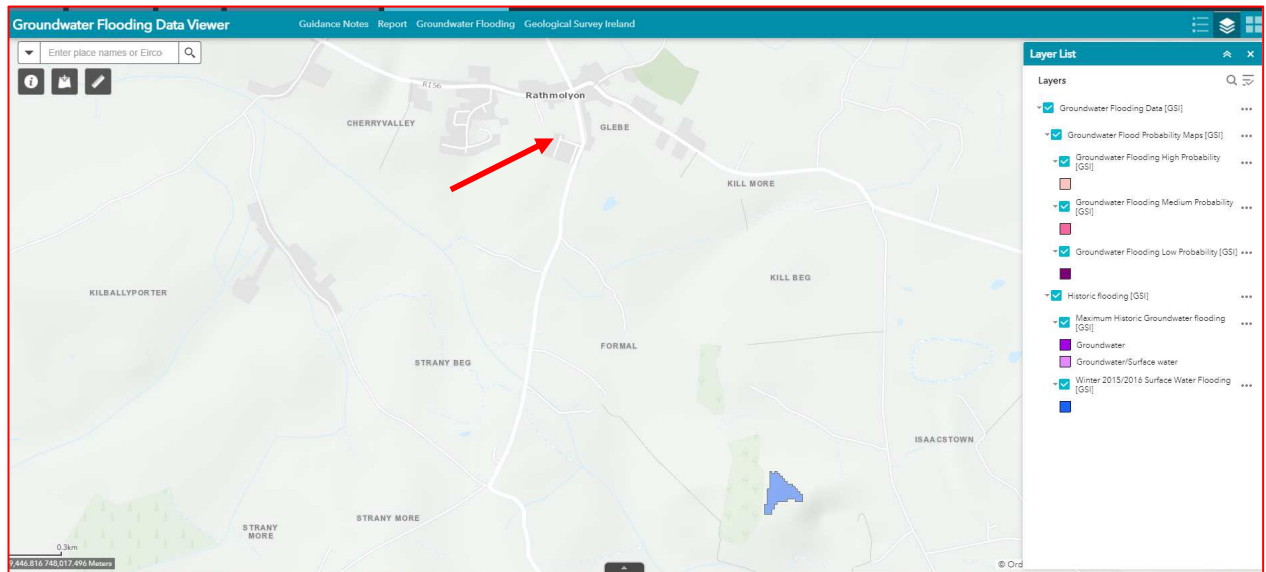 Groundwater Flooding Data Viewer
Guidance Notes Report Groundwater Flooding Geological Survey Ireland
Enter place names or Eirco
Layer List
Layers
Groundwater Flooding Data [GSI]
Groundwater Flood Probability Maps [GSI]
Groundwater Flooding High Probability
[GSI]
Groundwater Flooding Medium Probability
[GSI]
Groundwater Flooding Low Probability [GSI]
Historic flooding [GSI]
Maximum Historic Groundwater flooding
[GSI]
Groundwater
Groundwater/Surface water
Winter 2015/2016 Surface Water Flooding
[GSI]
R156
Rathmolyon
CHERRYVALLEY
GLEBE
KILL MORE
KILL BEG
KILBALLYPORTER
FORMAL
STRANY BEG
ISAACSTOWN
STRANY MORE
STRANY
MORE
0.3km
9,446.816 748,017.496 Meters
© Ord